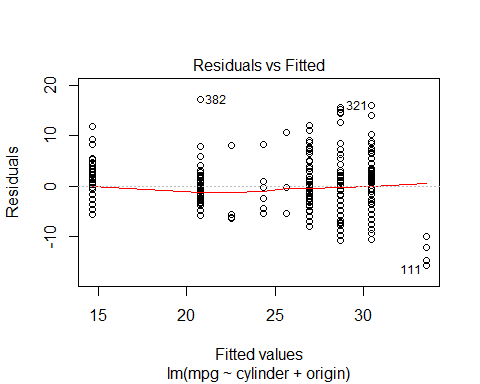 Residuals vs Fitted
Residuals
20
10
0
-10
382
321
111
15
20
25
30
Fitted values
lm(mpg ~ cylinder + origin)